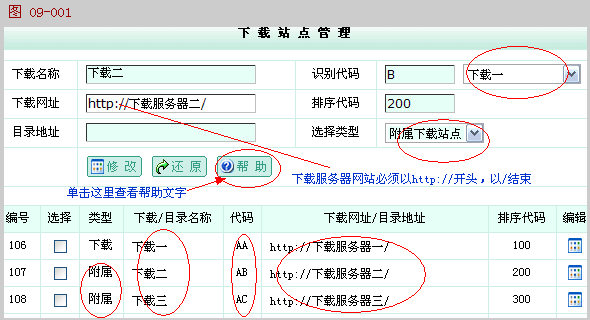 图 09-001
下 载 站 点 管 理
下载名称 下载二 识别代码 B 下载一
下载网址 http://下载服务器二/ 排序代码 200
目录地址 选择类型 附属下载站点
修 改 还 原 帮 助
下载服务器网站必须以http://开头，以/结束
单击这里查看帮助文字
编号 选择 类型 下载/目录名称 代码 下载网址/目录地址 排序代码 编辑
106 下载 下载一 AA http://下载服务器一/ 100
107 附属 下载二 AB http://下载服务器二/ 200
108 附属 下载三 AC http://下载服务器三/ 300